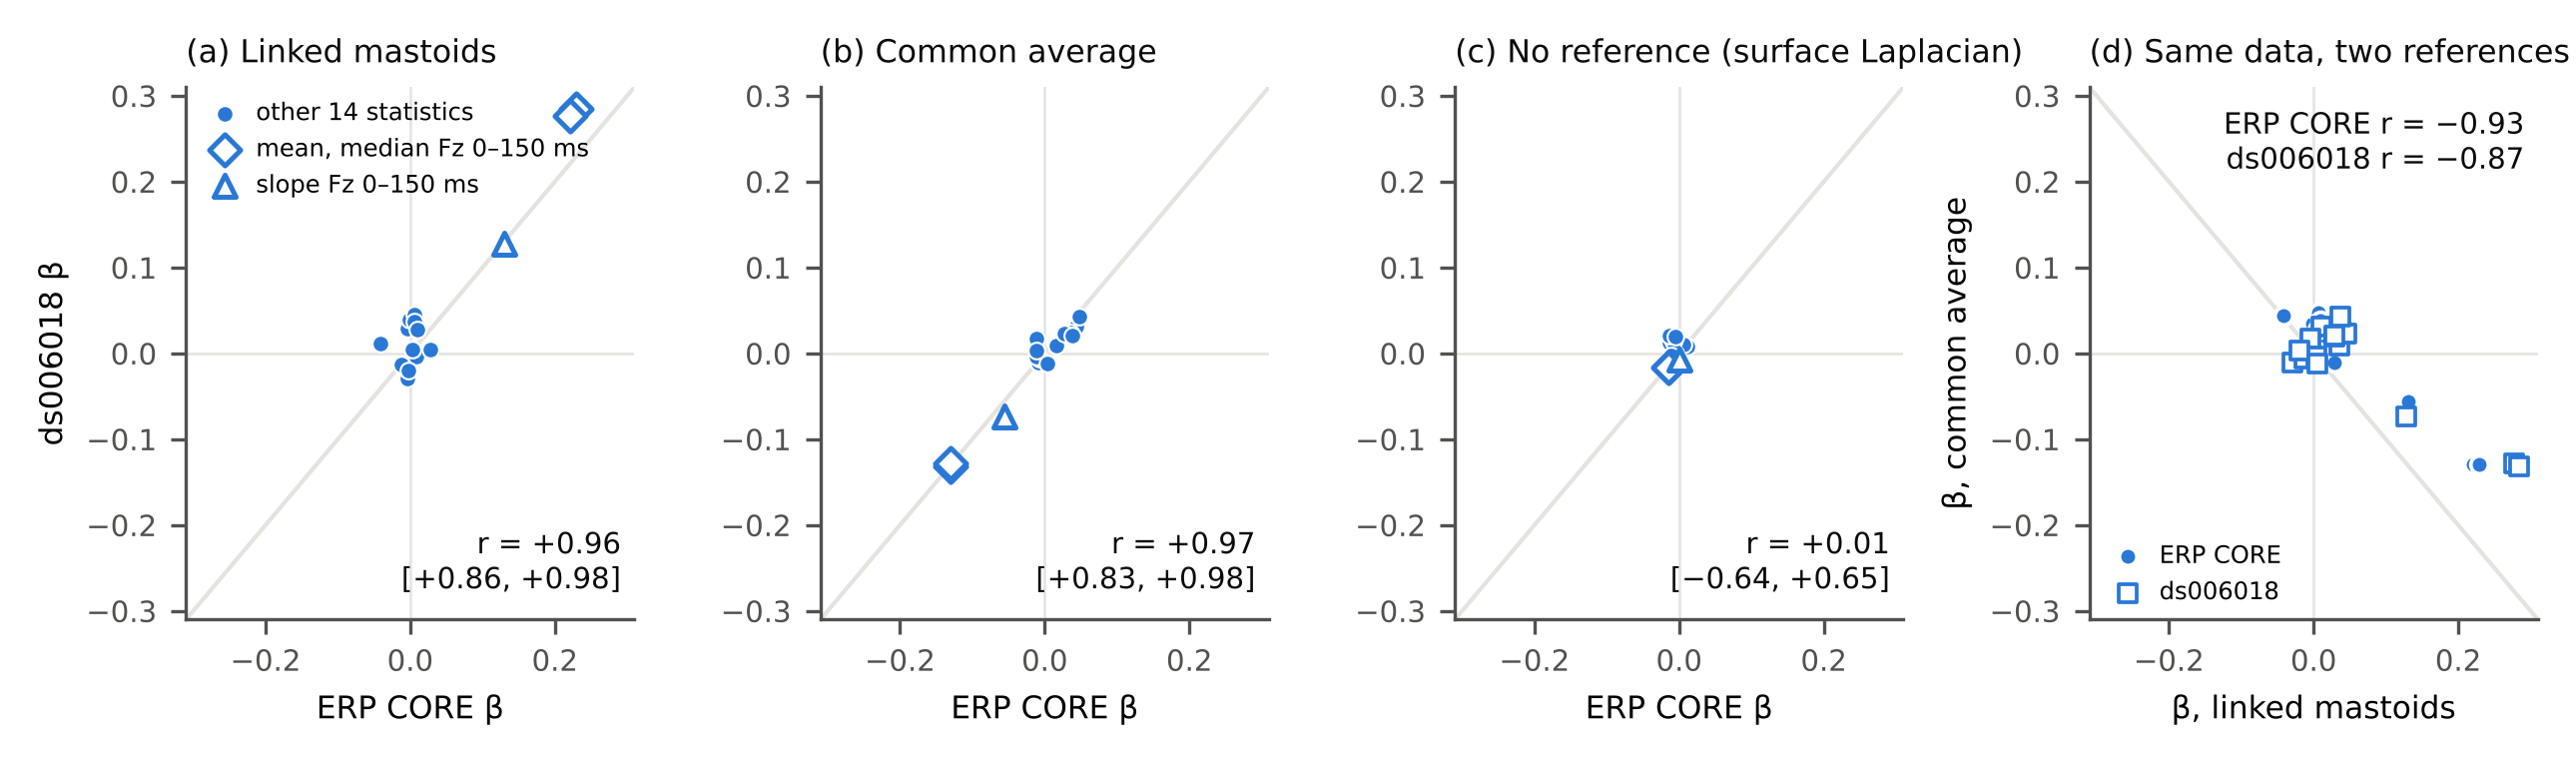 (a) Linked mastoids
0.3
0.2
0.1
0.0
−0.1
−0.2
−0.3
ds006018 β
other 14 statistics
mean, median Fz 0–150 ms
slope Fz 0–150 ms
r = +0.96
[+0.86, +0.98]
−0.2 0.0 0.2
ERP CORE β
(b) Common average
0.3
0.2
0.1
0.0
−0.1
−0.2
−0.3
r = +0.97
[+0.83, +0.98]
−0.2 0.0 0.2
ERP CORE β
(c) No reference (surface Laplacian)
0.3
0.2
0.1
0.0
−0.1
−0.2
−0.3
r = +0.01
[−0.64, +0.65]
−0.2 0.0 0.2
ERP CORE β
(d) Same data, two references
0.3
0.2
0.1
0.0
−0.1
−0.2
−0.3
β, common average
ERP CORE r = −0.93
ds006018 r = −0.87
ERP CORE
ds006018
−0.2 0.0 0.2
β, linked mastoids